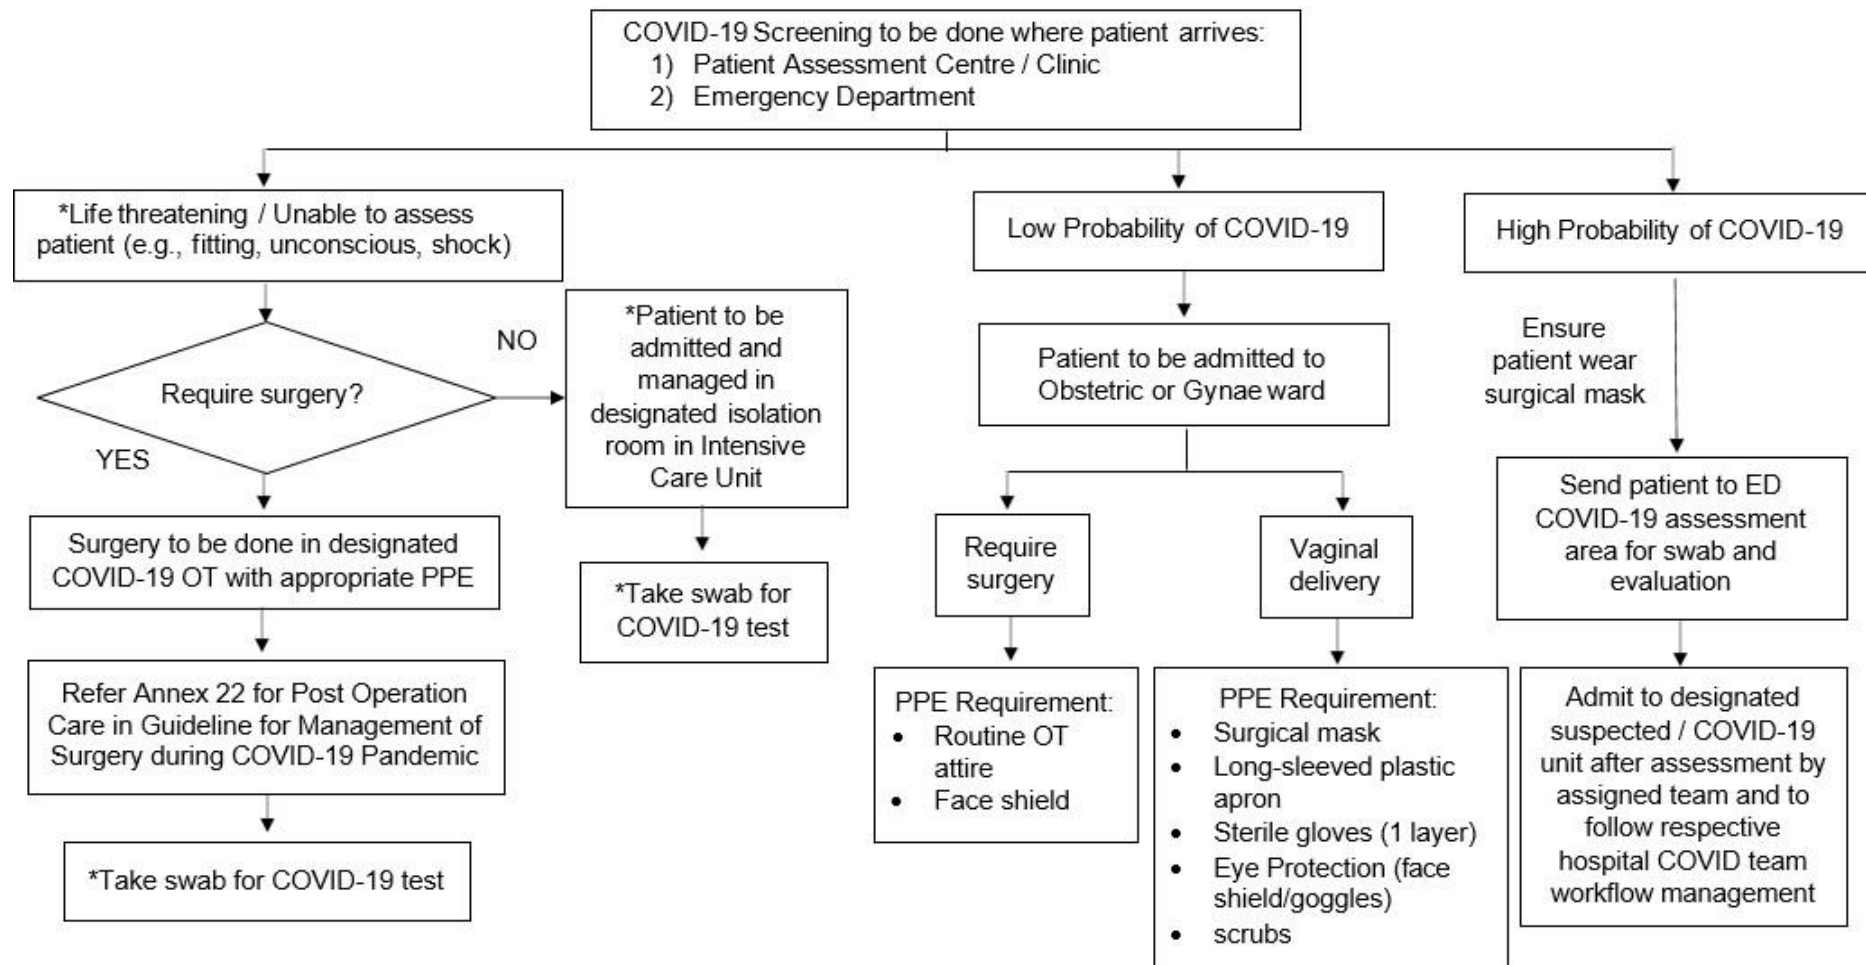 COVID-19 Screening to be done where patient arrives:
1) Patient Assessment Centre / Clinic
2) Emergency Department
*Life threatening / Unable to assess
patient (e.g., fitting, unconscious, shock)
Require surgery?
NO
YES
*Patient to be
admitted and
managed in
designated isolation
room in Intensive
Care Unit
*Take swab for
COVID-19 test
Surgery to be done in designated
COVID-19 OT with appropriate PPE
Refer Annex 22 for Post Operation
Care in Guideline for Management of
Surgery during COVID-19 Pandemic
*Take swab for COVID-19 test
Low Probability of COVID-19
Patient to be admitted to
Obstetric or Gynae ward
Require
surgery
PPE Requirement:
• Routine OT
attire
• Face shield
Vaginal
delivery
PPE Requirement:
• Surgical mask
• Long-sleeved plastic
apron
• Sterile gloves (1 layer)
• Eye Protection (face
shield/goggles)
• scrubs
High Probability of COVID-19
Ensure
patient wear
surgical mask
Send patient to ED
COVID-19 assessment
area for swab and
evaluation
Admit to designated
suspected / COVID-19
unit after assessment by
assigned team and to
follow respective
hospital COVID team
workflow management